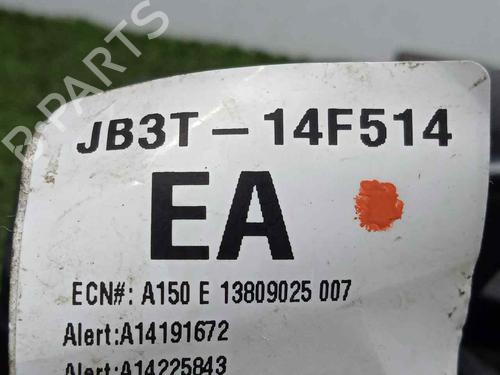 B-PARTS
JB3T-14F514
EA
ECN#: A150 E 13809025 007
Alert:A14191672
Alert:A14225843